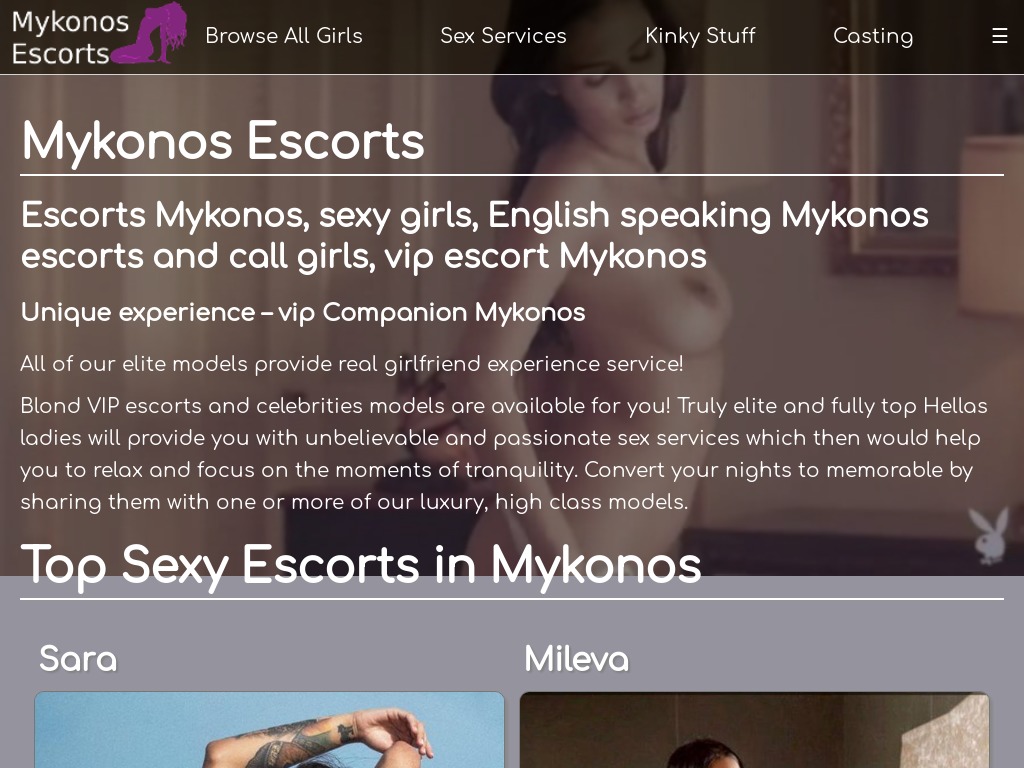 Mykonos
Escorts
Browse All Girls
Sex Services
Kinky Stuff
Casting
Mykonos Escorts
Escorts Mykonos, sexy girls, English speaking Mykonos
escorts and call girls, vip escort Mykonos
Unique experience – vip Companion Mykonos
All of our elite models provide real girlfriend experience service!
Blond VIP escorts and celebrities models are available for you! Truly elite and fully top Hellas
ladies will provide you with unbelievable and passionate sex services which then would help
you to relax and focus on the moments of tranquility. Convert your nights to memorable by
sharing them with one or more of our luxury, high class models.
Top Sexy Escorts in Mykonos
Sara
Mileva